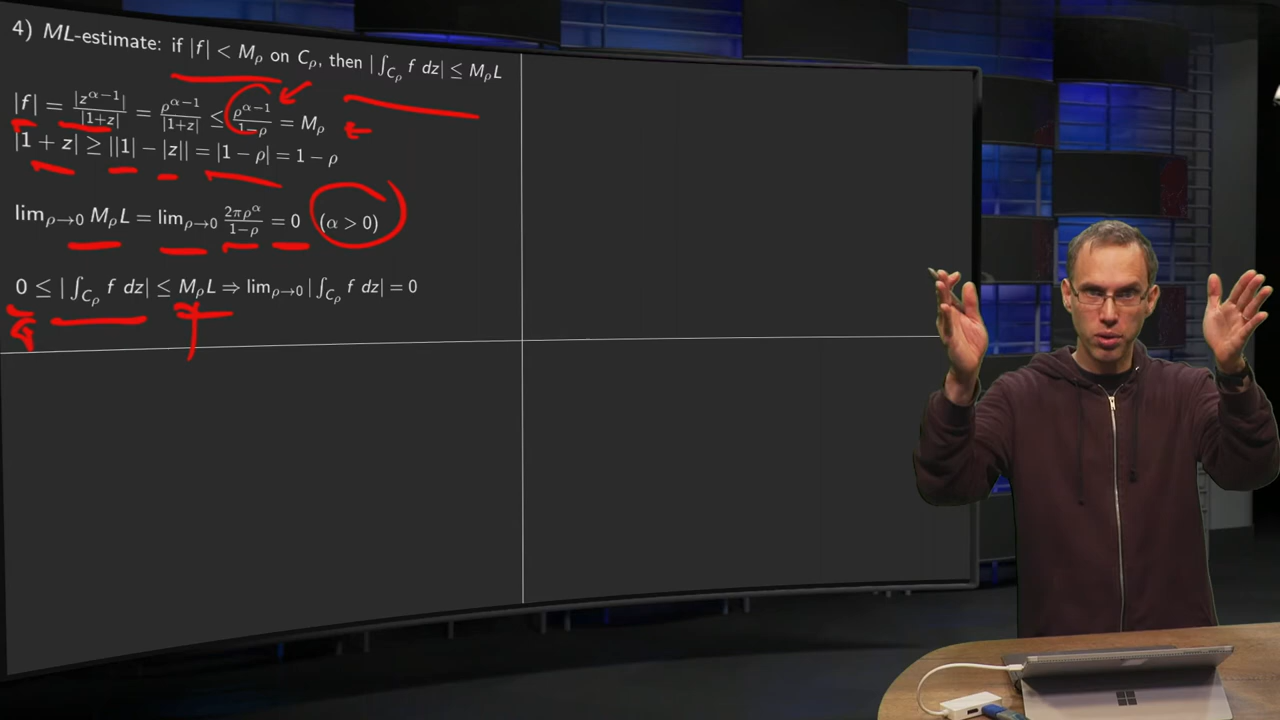 4) ML-estimate: if |f| < M_ρ on C_ρ, then |∫_{C_ρ} f dz| ≤ M_ρL
|f| = |z^{α−1}|/|1+z| = ρ^{α−1}/|1+z| ≤ ρ^{α−1}/1−ρ = M_ρ
|1 + z| ≥ ||1| − |z|| = |1 − ρ| = 1 − ρ
lim_{ρ→0} M_ρL = lim_{ρ→0} 2πρ^α/1−ρ = 0 (α > 0)
0 ≤ |∫_{C_ρ} f dz| ≤ M_ρL ⇒ lim_{ρ→0} |∫_{C_ρ} f dz| = 0